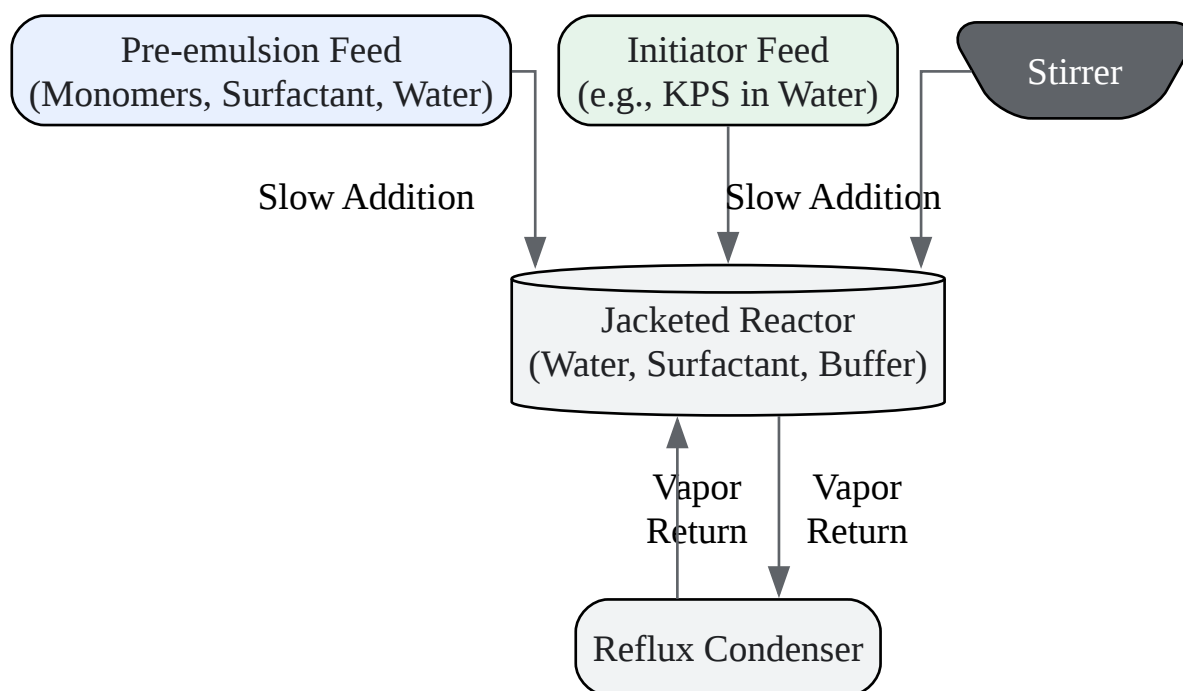 Pre-emulsion Feed
(Monomers, Surfactant, Water)
Initiator Feed
(e.g., KPS in Water)
Stirrer
Slow Addition
Slow Addition
Jacketed Reactor
(Water, Surfactant, Buffer)
Vapor
Return
Vapor
Return
Reflux Condenser